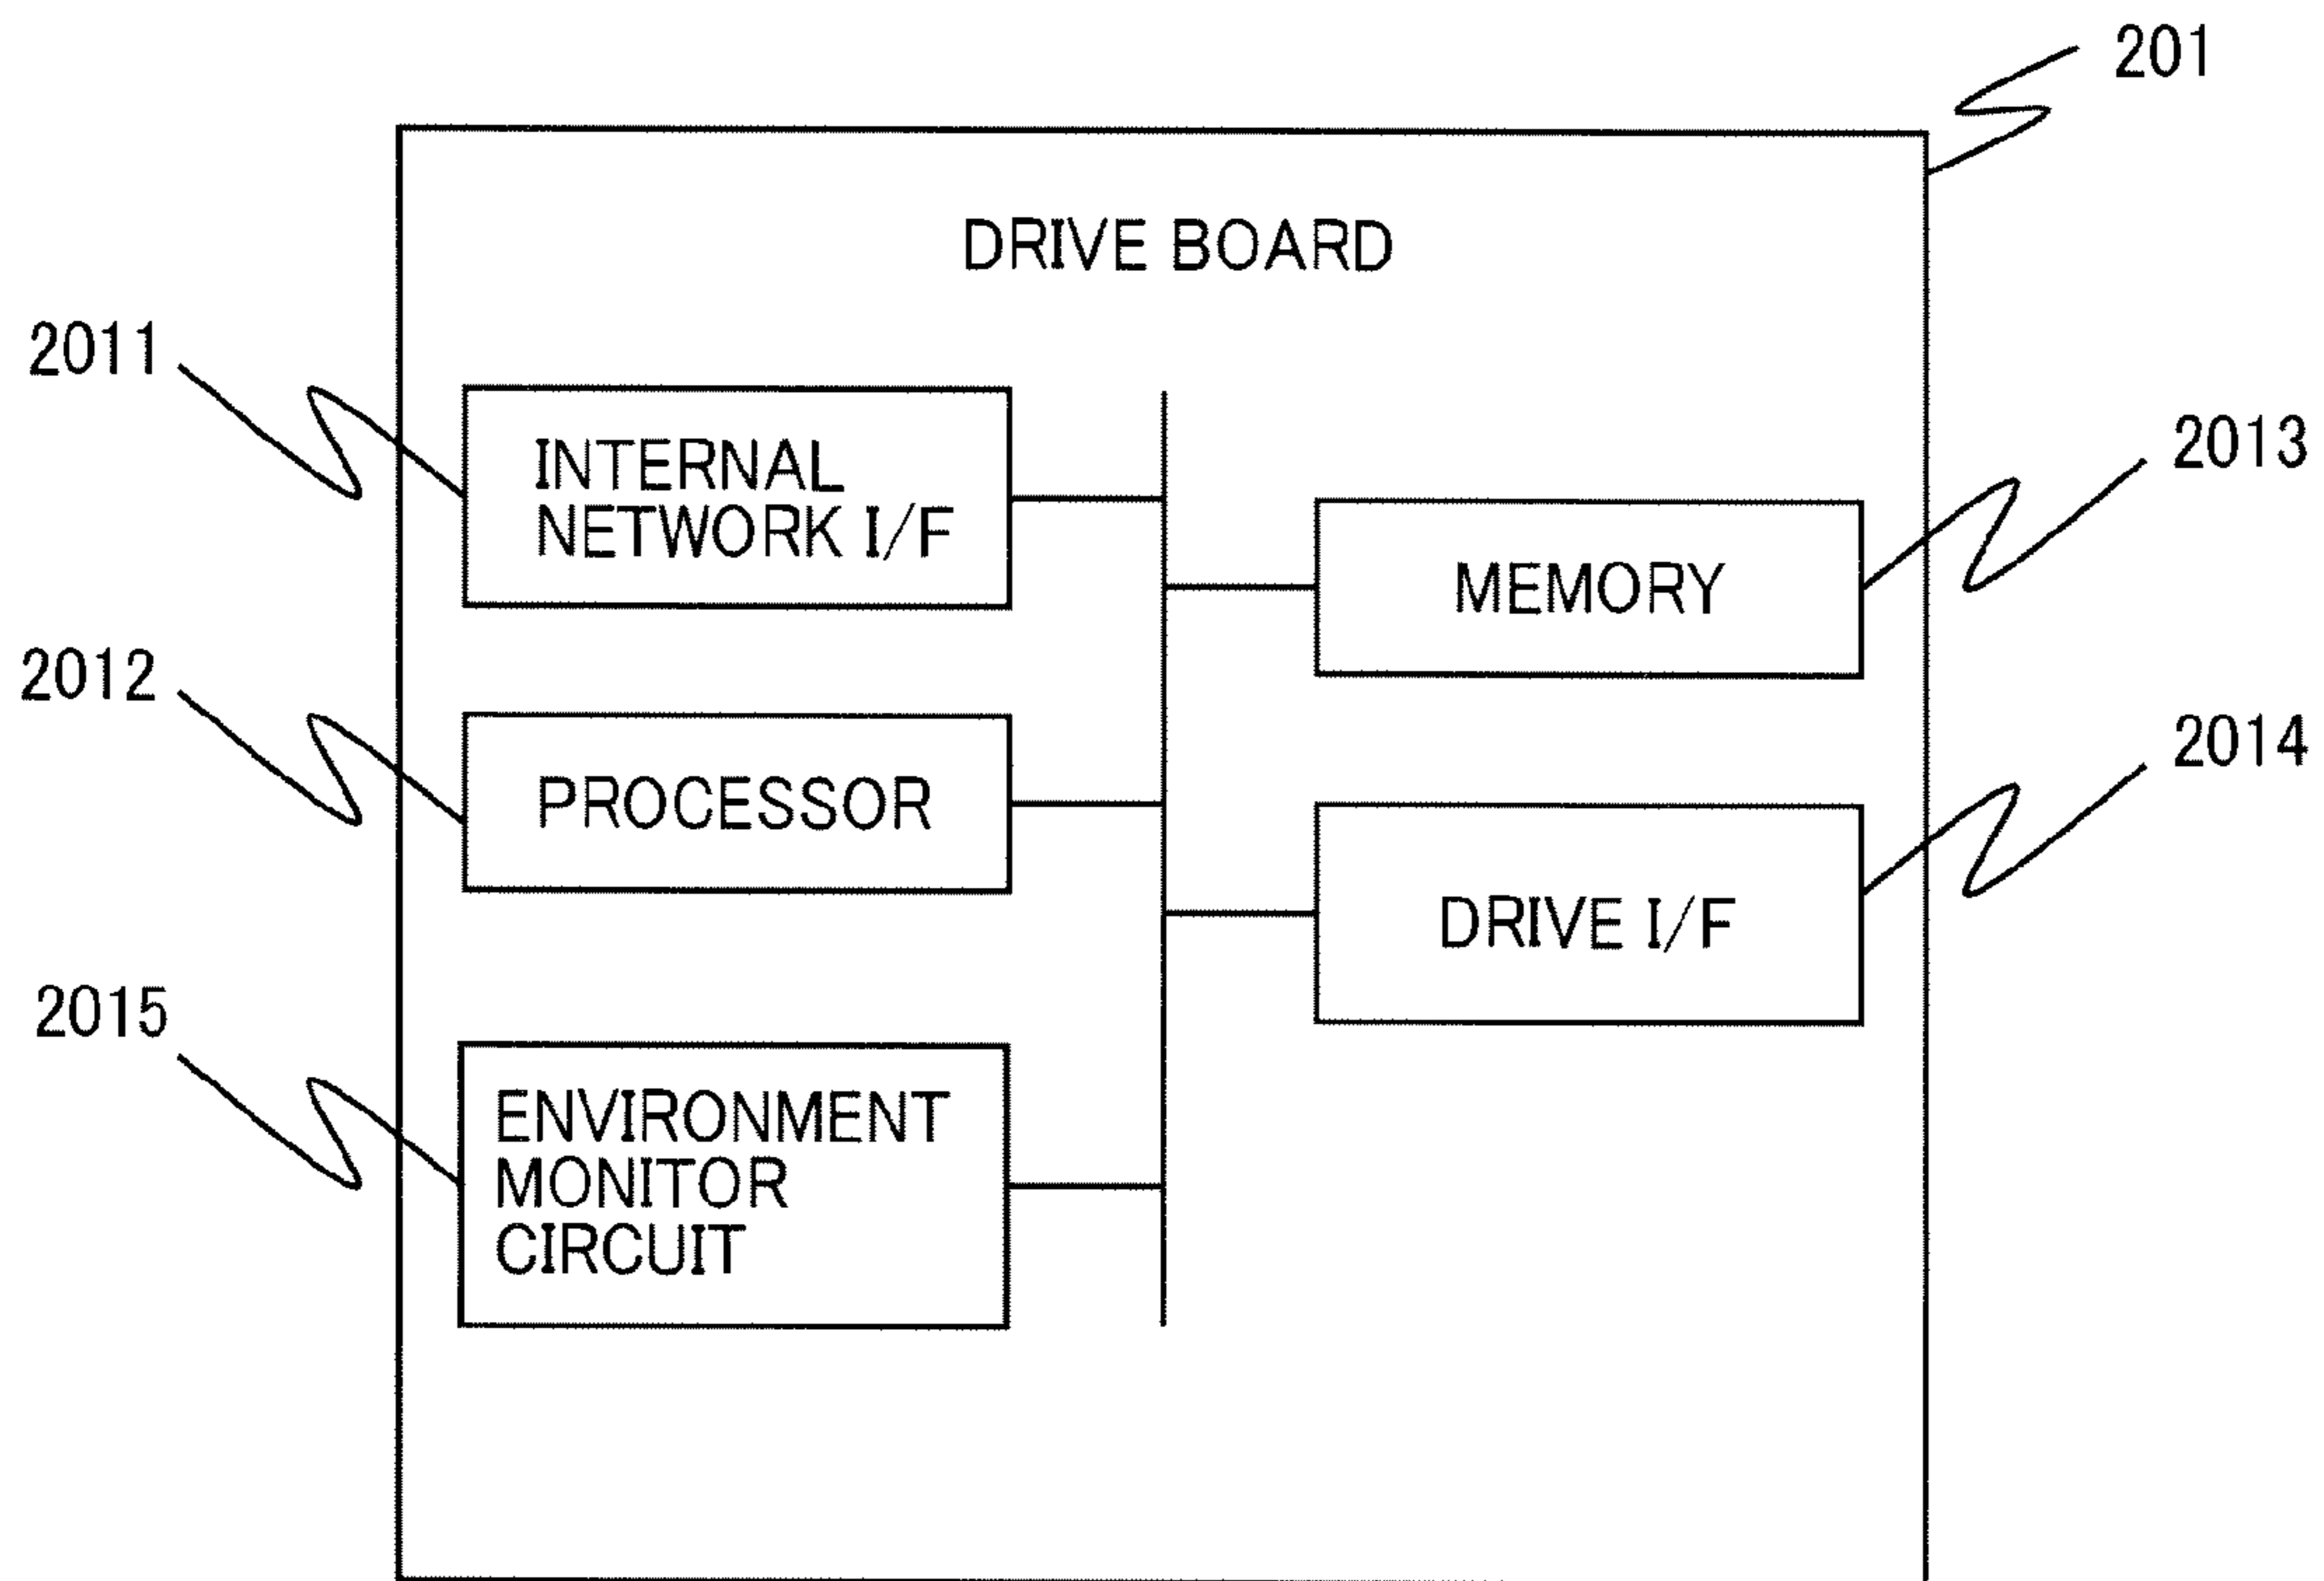 201
DRIVE BOARD
2011
INTERNAL
NETWORK I/F
2013
MEMORY
2012
PROCESSOR
2014
DRIVE I/F
2015
ENVIRONMENT
MONITOR
CIRCUIT